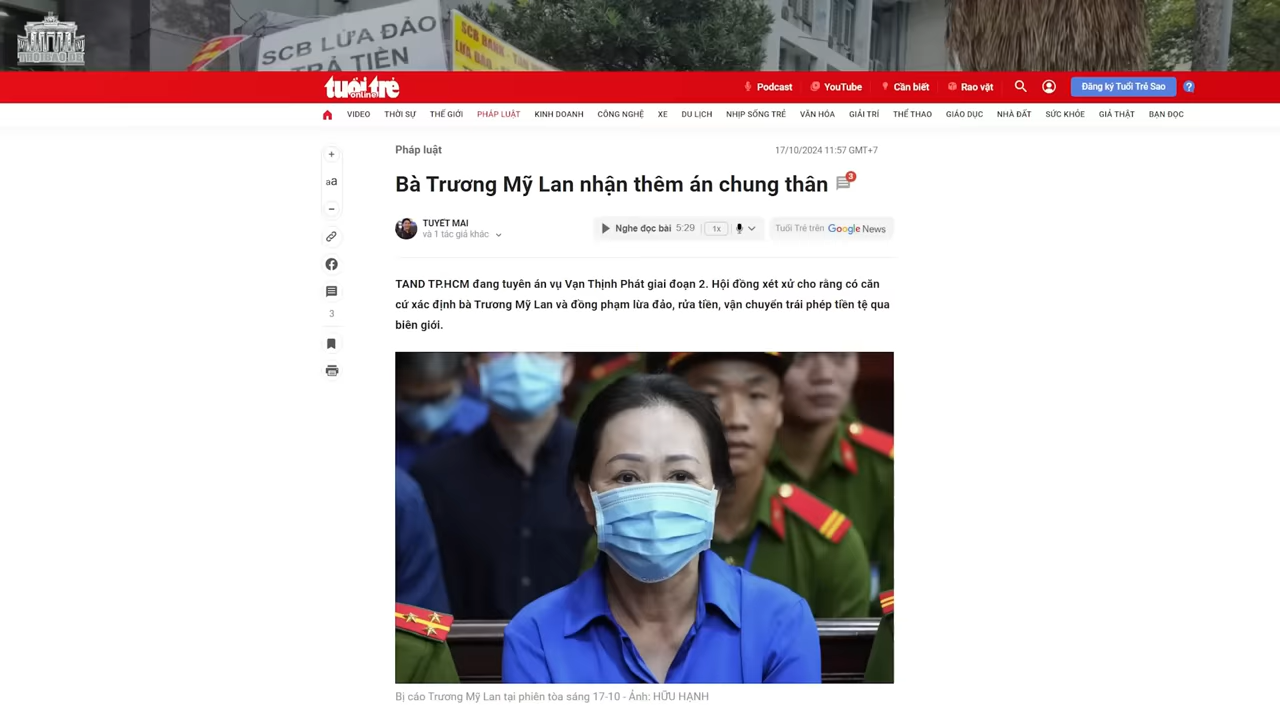 SCB LỪA ĐẢO
TRẢ TIỀN
SCB BANK
LỪA ĐẢO
THOIBAO.DE
tuổi trẻ
online
Podcast
YouTube
Cần biết
Rao vặt
Đăng ký Tuổi Trẻ Sao
?
VIDEO THỜI SỰ THẾ GIỚI PHÁP LUẬT KINH DOANH CÔNG NGHỆ XE DU LỊCH NHỊP SỐNG TRẺ VĂN HÓA GIẢI TRÍ THỂ THAO GIÁO DỤC NHÀ ĐẤT SỨC KHỎE GIẢ THẬT BẠN ĐỌC
+
aa
−
3
Pháp luật
17/10/2024 11:57 GMT+7
Bà Trương Mỹ Lan nhận thêm án chung thân
3
TUYẾT MAI
và 1 tác giả khác
Nghe đọc bài 5:29
1x
Tuổi Trẻ trên Google News
TAND TP.HCM đang tuyên án vụ Vạn Thịnh Phát giai đoạn 2. Hội đồng xét xử cho rằng có căn
cứ xác định bà Trương Mỹ Lan và đồng phạm lừa đảo, rửa tiền, vận chuyển trái phép tiền tệ qua
biên giới.
Bị cáo Trương Mỹ Lan tại phiên tòa sáng 17-10 - Ảnh: HỮU HẠNH